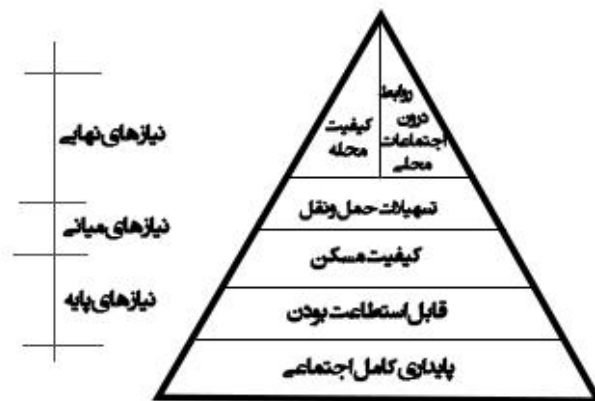 روابط
درون
اجتماعات
محلی
کیفیت
محله
تسهیلات حمل و نقل
کیفیت مسکن
قابل استطاعت بودن
پایداری کامل اجتماعی
نیازهای نهایی
نیازهای میانی
نیازهای پایه